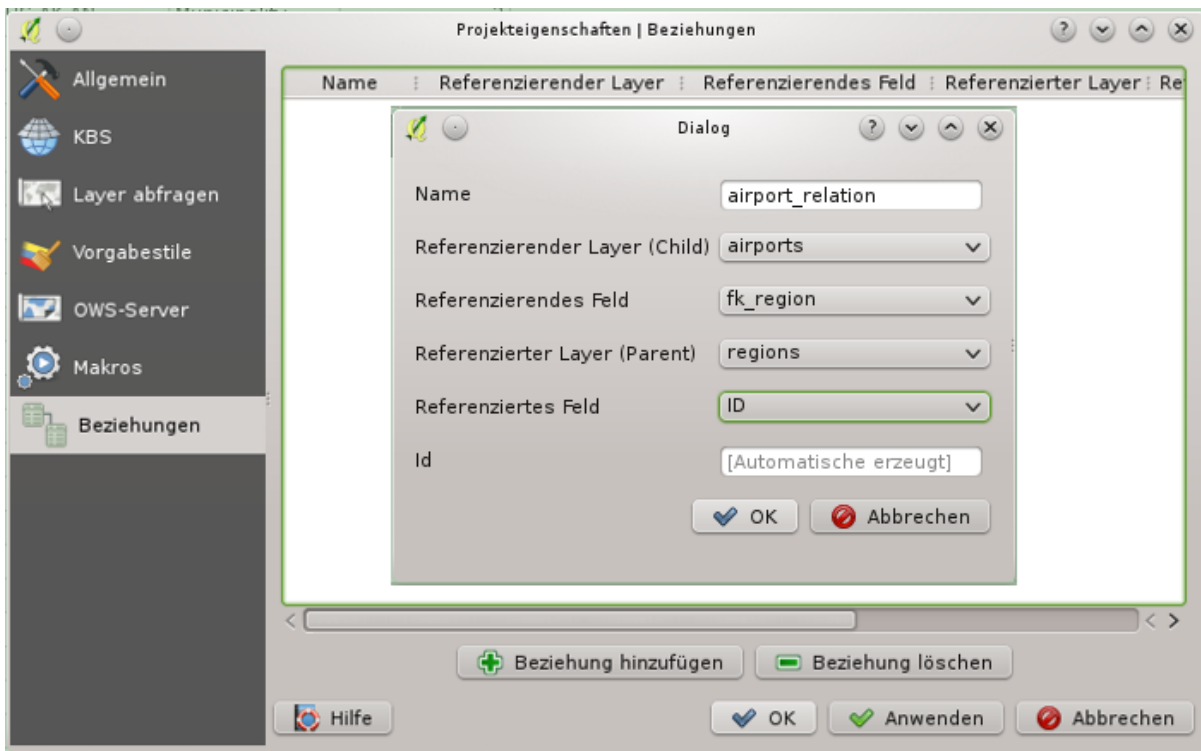 Projekteigenschaften | Beziehungen
Allgemein
KBS
Layer abfragen
Vorgabestile
OWS-Server
Makros
Beziehungen
Name Referenzierender Layer Referenzierendes Feld Referenzierter Layer Re
Dialog
Name airport_relation
Referenzierender Layer (Child) airports
Referenzierendes Feld fk_region
Referenzierter Layer (Parent) regions
Referenziertes Feld ID
Id [Automatische erzeugt]
OK Abbrechen
Beziehung hinzufügen Beziehung löschen
Hilfe OK Anwenden Abbrechen